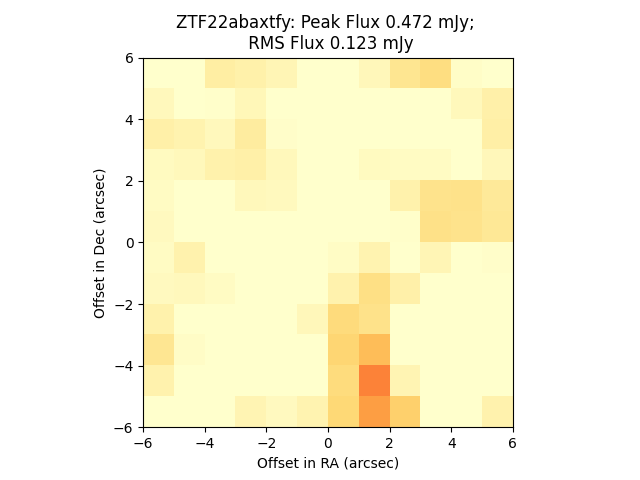 ZTF22abaxtfy: Peak Flux 0.472 mJy;
RMS Flux 0.123 mJy
6
4
2
0
−2
−4
−6
Offset in Dec (arcsec)
−6 −4 −2 0 2 4 6
Offset in RA (arcsec)